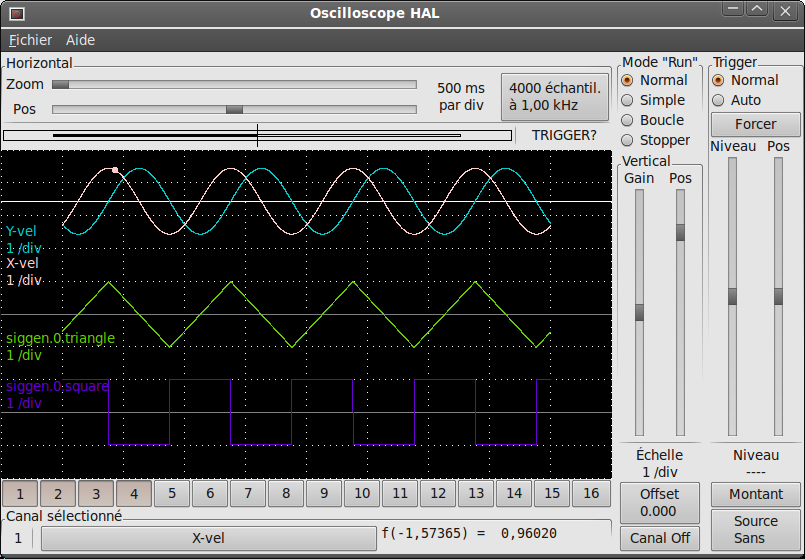 Oscilloscope HAL
Fichier Aide
Horizontal
Zoom
Pos
500 ms
par div
4000 échantil.
à 1,00 kHz
TRIGGER?
Mode "Run"
Normal
Simple
Boucle
Stopper
Trigger
Normal
Auto
Forcer
Niveau Pos
Vertical
Gain Pos
Y-vel
1 /div
X-vel
1 /div
siggen.0.triangle
1 /div
siggen.0.square
1 /div
Échelle
1 /div
Offset
0.000
Canal Off
Niveau
----
Montant
Source
Sans
1 2 3 4 5 6 7 8 9 10 11 12 13 14 15 16
Canal sélectionné
1 X-vel f(-1,57365) = 0,96020